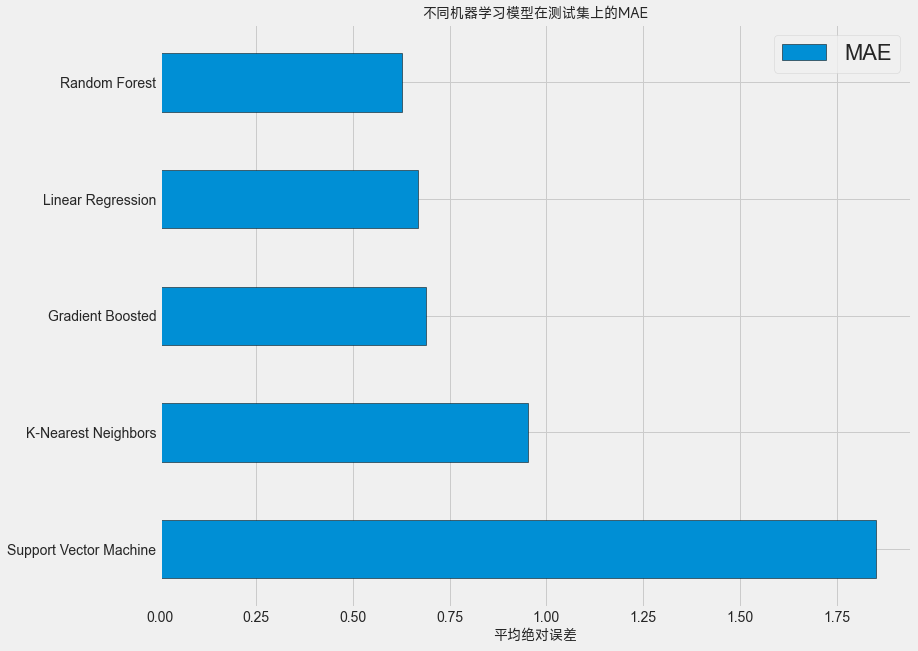 不同机器学习模型在测试集上的MAE
MAE
Random Forest
Linear Regression
Gradient Boosted
K-Nearest Neighbors
Support Vector Machine
0.00 0.25 0.50 0.75 1.00 1.25 1.50 1.75
平均绝对误差